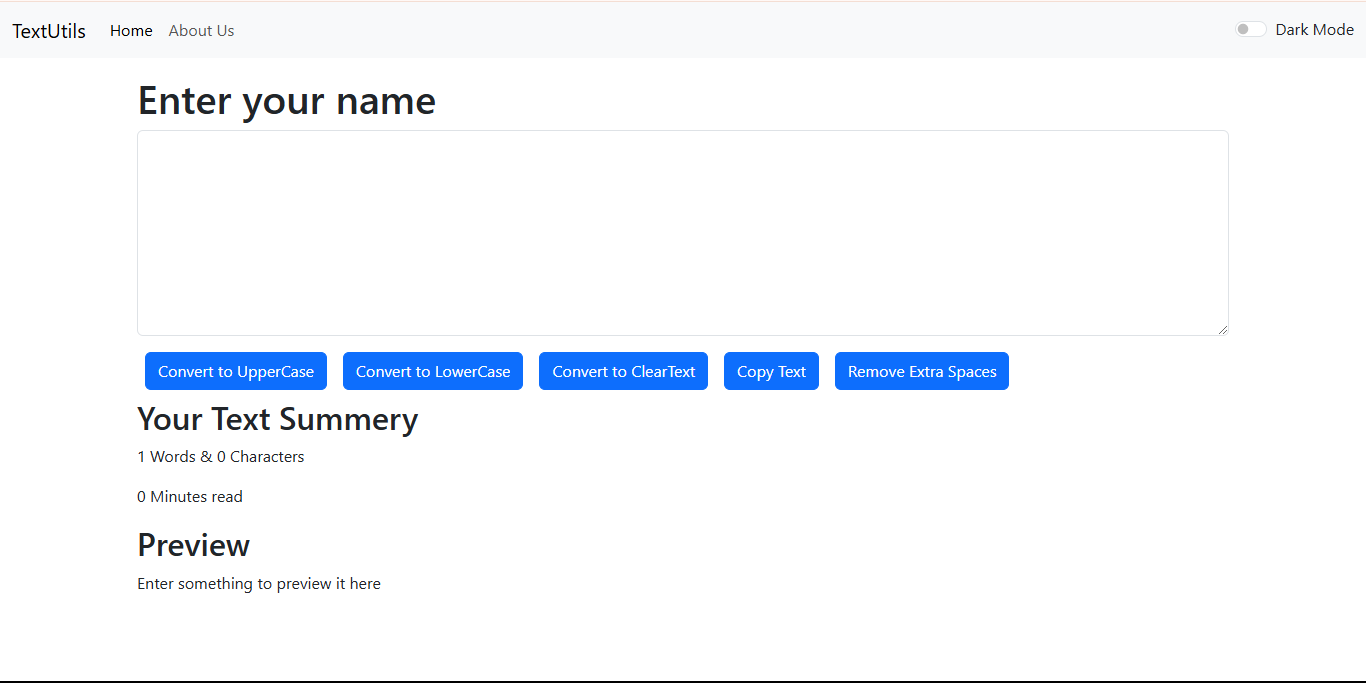 TextUtils Home About Us Dark Mode
Enter your name
Convert to UpperCase Convert to LowerCase Convert to ClearText Copy Text Remove Extra Spaces
Your Text Summery
1 Words & 0 Characters
0 Minutes read
Preview
Enter something to preview it here